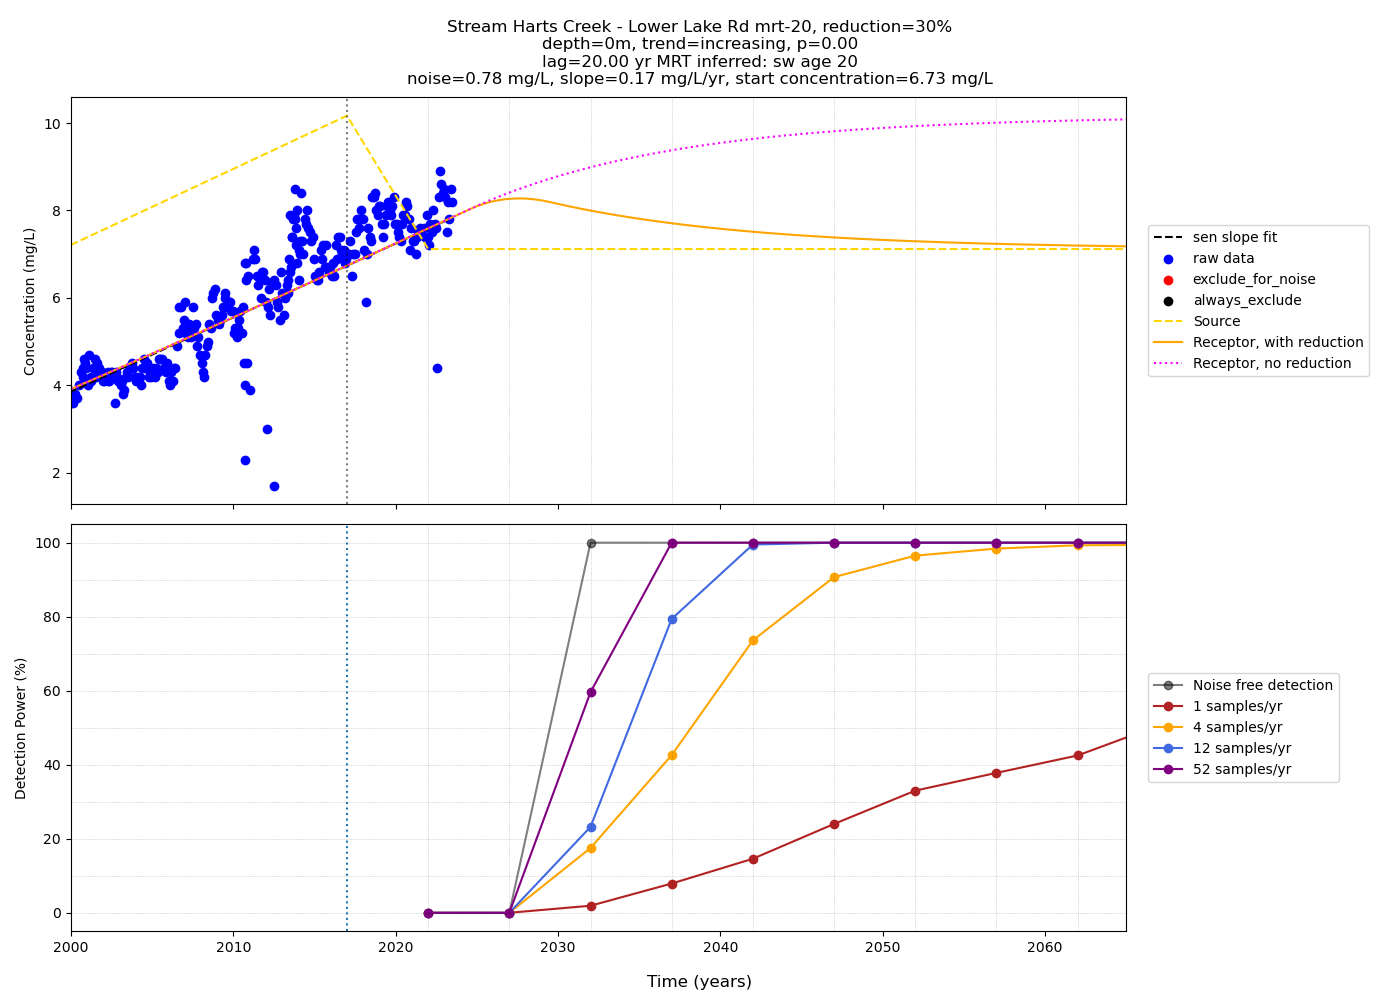 Stream Harts Creek - Lower Lake Rd mrt-20, reduction=30%
depth=0m, trend=increasing, p=0.00
lag=20.00 yr MRT inferred: sw age 20
noise=0.78 mg/L, slope=0.17 mg/L/yr, start concentration=6.73 mg/L
Concentration (mg/L)
10
8
6
4
2
sen slope fit
raw data
exclude_for_noise
always_exclude
Source
Receptor, with reduction
Receptor, no reduction
Detection Power (%)
100
80
60
40
20
0
Noise free detection
1 samples/yr
4 samples/yr
12 samples/yr
52 samples/yr
2000 2010 2020 2030 2040 2050 2060
Time (years)